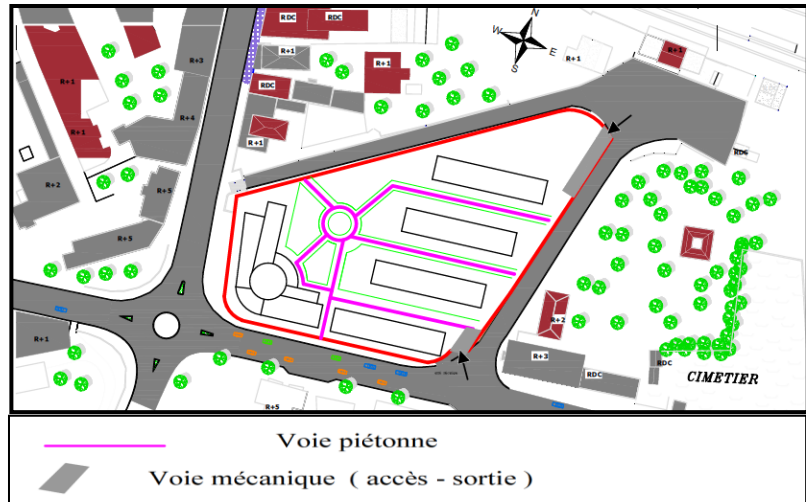 RDC
RDC
N
W
E
S
R+1
R+3
R+1
R+1
R+1
R+1
RDC
R+4
R+1
R+1
R+2
R+5
R+5
R+2
R+1
R+3
RDC
RDC
CIMETIER
R+5
Voie piétonne
Voie mécanique ( accès - sortie )